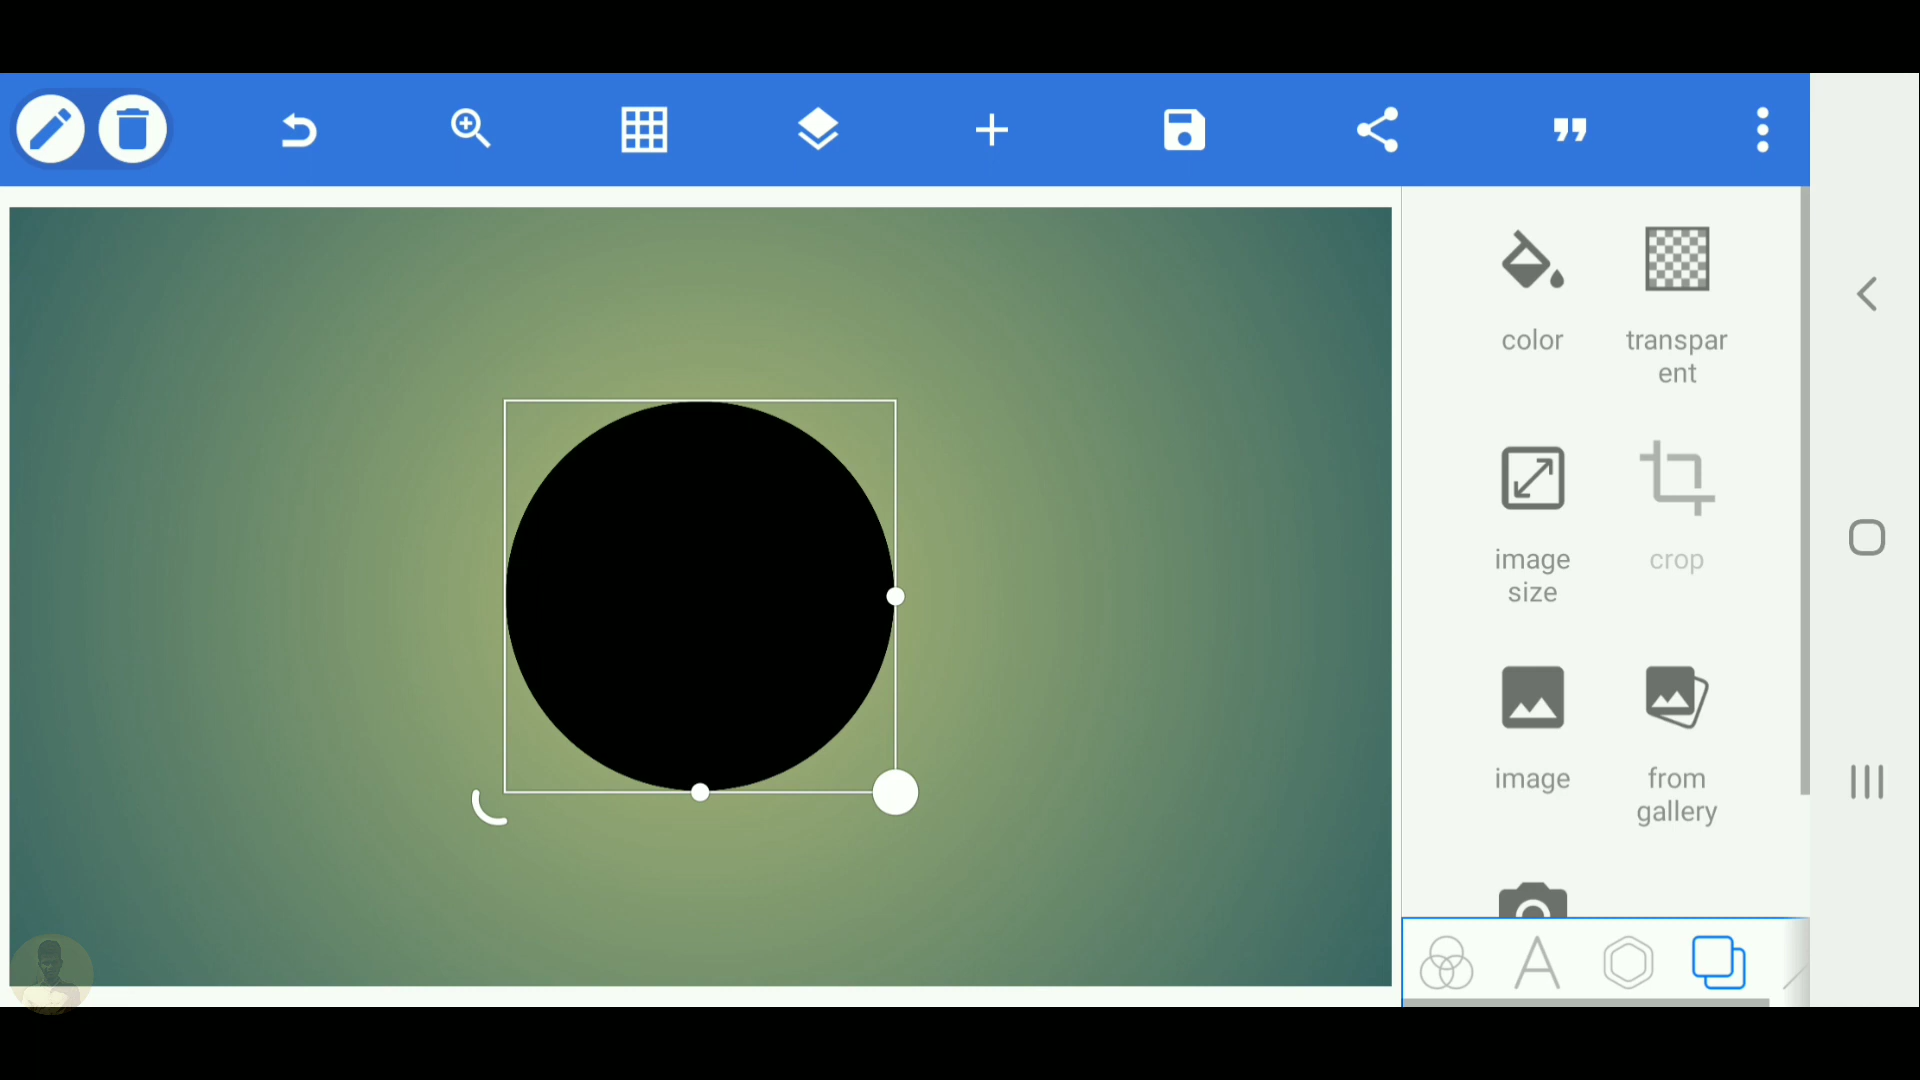 color
transpar
ent
image
size
crop
image
from
gallery